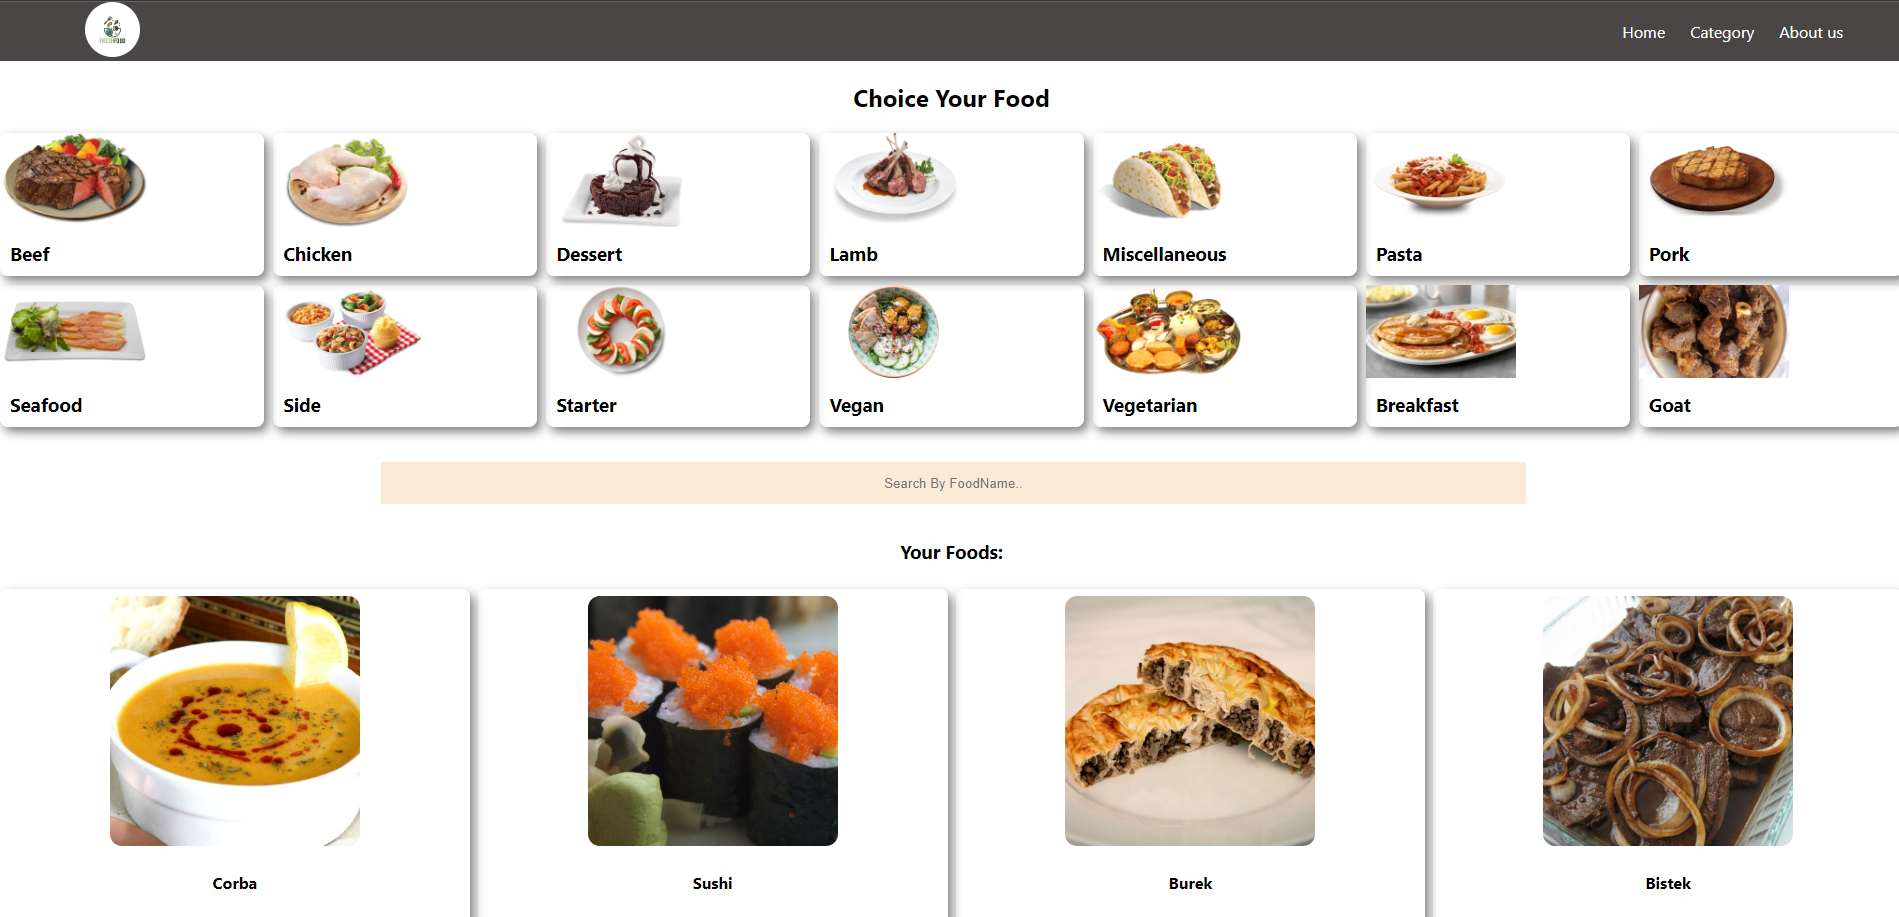 FRESHFOOD
Home Category About us
Choice Your Food
Beef Chicken Dessert Lamb Miscellaneous Pasta Pork
Seafood Side Starter Vegan Vegetarian Breakfast Goat
Search By FoodName..
Your Foods:
Corba Sushi Burek Bistek